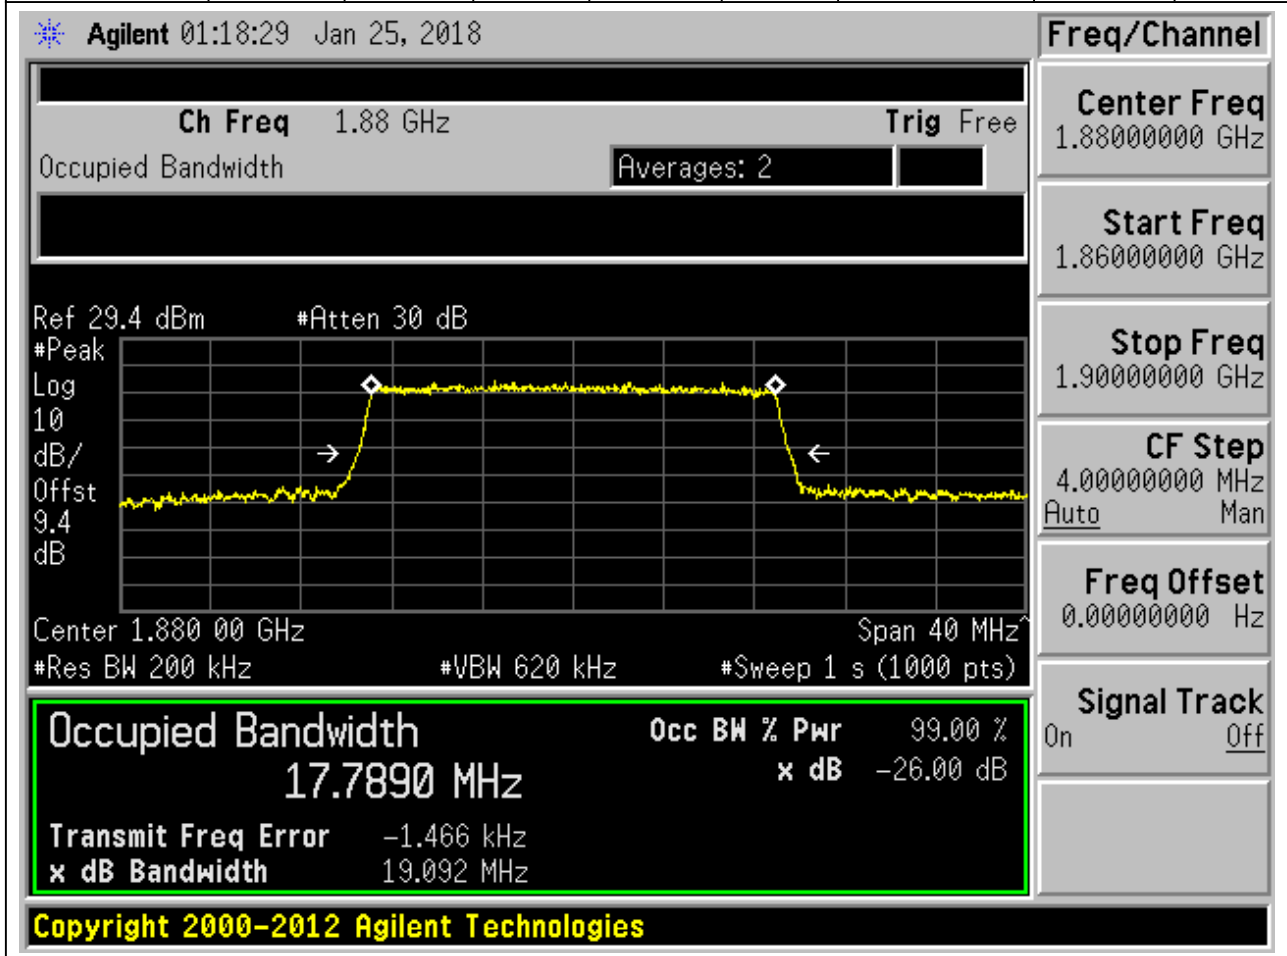 Agilent 01:18:29 Jan 25, 2018
Freq/Channel
Ch Freq 1.88 GHz Trig Free
Occupied Bandwidth Averages: 2
Center Freq
1.88000000 GHz
Start Freq
1.86000000 GHz
Stop Freq
1.90000000 GHz
CF Step
4.00000000 MHz
Auto Man
Freq Offset
0.00000000 Hz
Signal Track
On Off
Ref 29.4 dBm #Atten 30 dB
#Peak
Log
10
dB/
Offst
9.4
dB
Center 1.880 00 GHz Span 40 MHz^
#Res BW 200 kHz #VBW 620 kHz #Sweep 1 s (1000 pts)
Occupied Bandwidth Occ BW % Pwr 99.00 %
17.7890 MHz x dB -26.00 dB
Transmit Freq Error -1.466 kHz
x dB Bandwidth 19.092 MHz
Copyright 2000-2012 Agilent Technologies